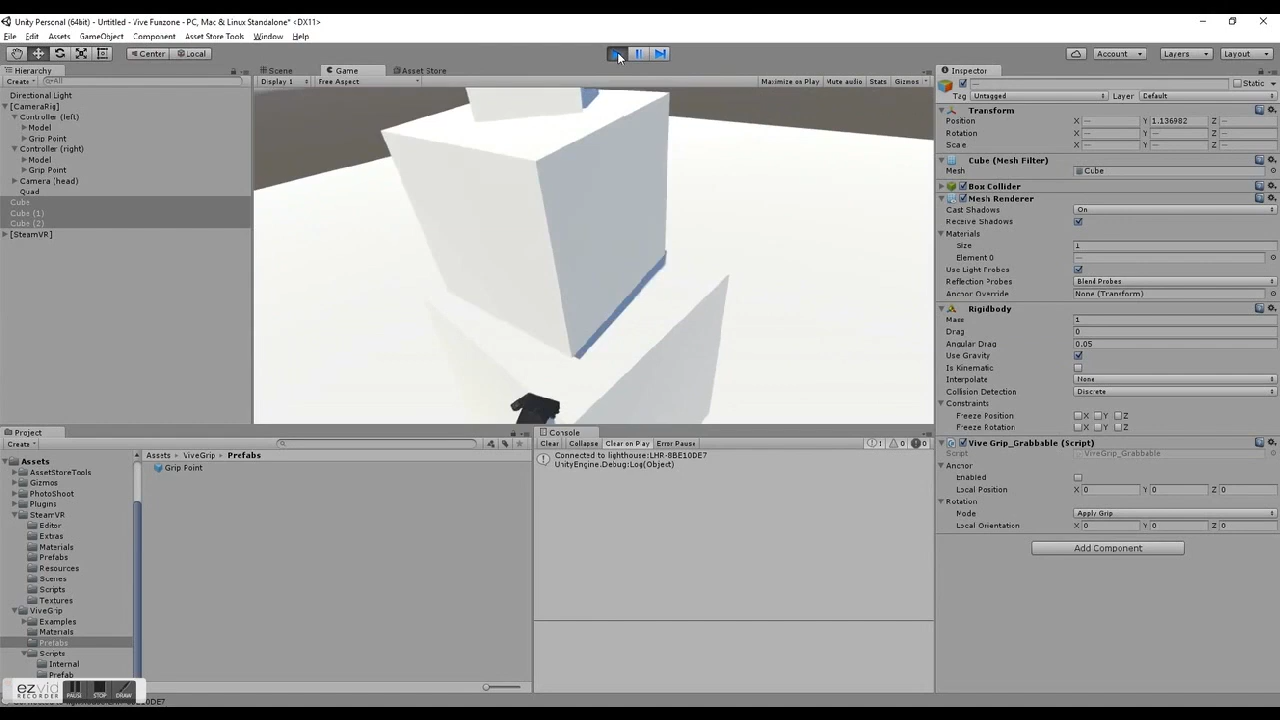 Unity Personal (64bit) - Untitled - Vive Funzone - PC, Mac & Linux Standalone* <DX11>
File Edit Assets GameObject Component Asset Store Tools Window Help
Center Local Account Layers Layout
Hierarchy
Create All
Directional Light
[CameraRig]
Controller (left)
Model
Grip Point
Controller (right)
Model
Grip Point
Camera (head)
Quad
Cube
Cube (1)
Cube (2)
[SteamVR]
Scene Game Asset Store
Display 1 Free Aspect Maximize on Play Mute audio Stats Gizmos
Inspector
— Static
Tag Untagged Layer Default
Transform
Position X — Y 1.136982 Z —
Rotation X — Y — Z —
Scale X — Y — Z —
Cube (Mesh Filter)
Mesh Cube
Box Collider
Mesh Renderer
Cast Shadows On
Receive Shadows
Materials
Size 1
Element 0 —
Use Light Probes
Reflection Probes Blend Probes
Anchor Override None (Transform)
Rigidbody
Mass 1
Drag 0
Angular Drag 0.05
Use Gravity
Is Kinematic
Interpolate None
Collision Detection Discrete
Constraints
Freeze Position X Y Z
Freeze Rotation X Y Z
Vive Grip_Grabbable (Script)
Script ViveGrip_Grabbable
Anchor
Enabled
Local Position X 0 Y 0 Z 0
Rotation
Mode Apply Grip
Local Orientation X 0 Y 0 Z 0
Add Component
Project
Create
Assets
AssetStoreTools
Gizmos
PhotoShoot
Plugins
SteamVR
Editor
Extras
Materials
Prefabs
Resources
Scenes
Scripts
Textures
ViveGrip
Examples
Materials
Prefabs
Scripts
Internal
Prefab
Assets ViveGrip Prefabs
Grip Point
Console
Clear Collapse Clear on Play Error Pause 1 0 0
Connected to lighthouse:LHR-8BE10DE7
UnityEngine.Debug:Log(Object)
ezvid
RECORDER
PAUSE STOP DRAW